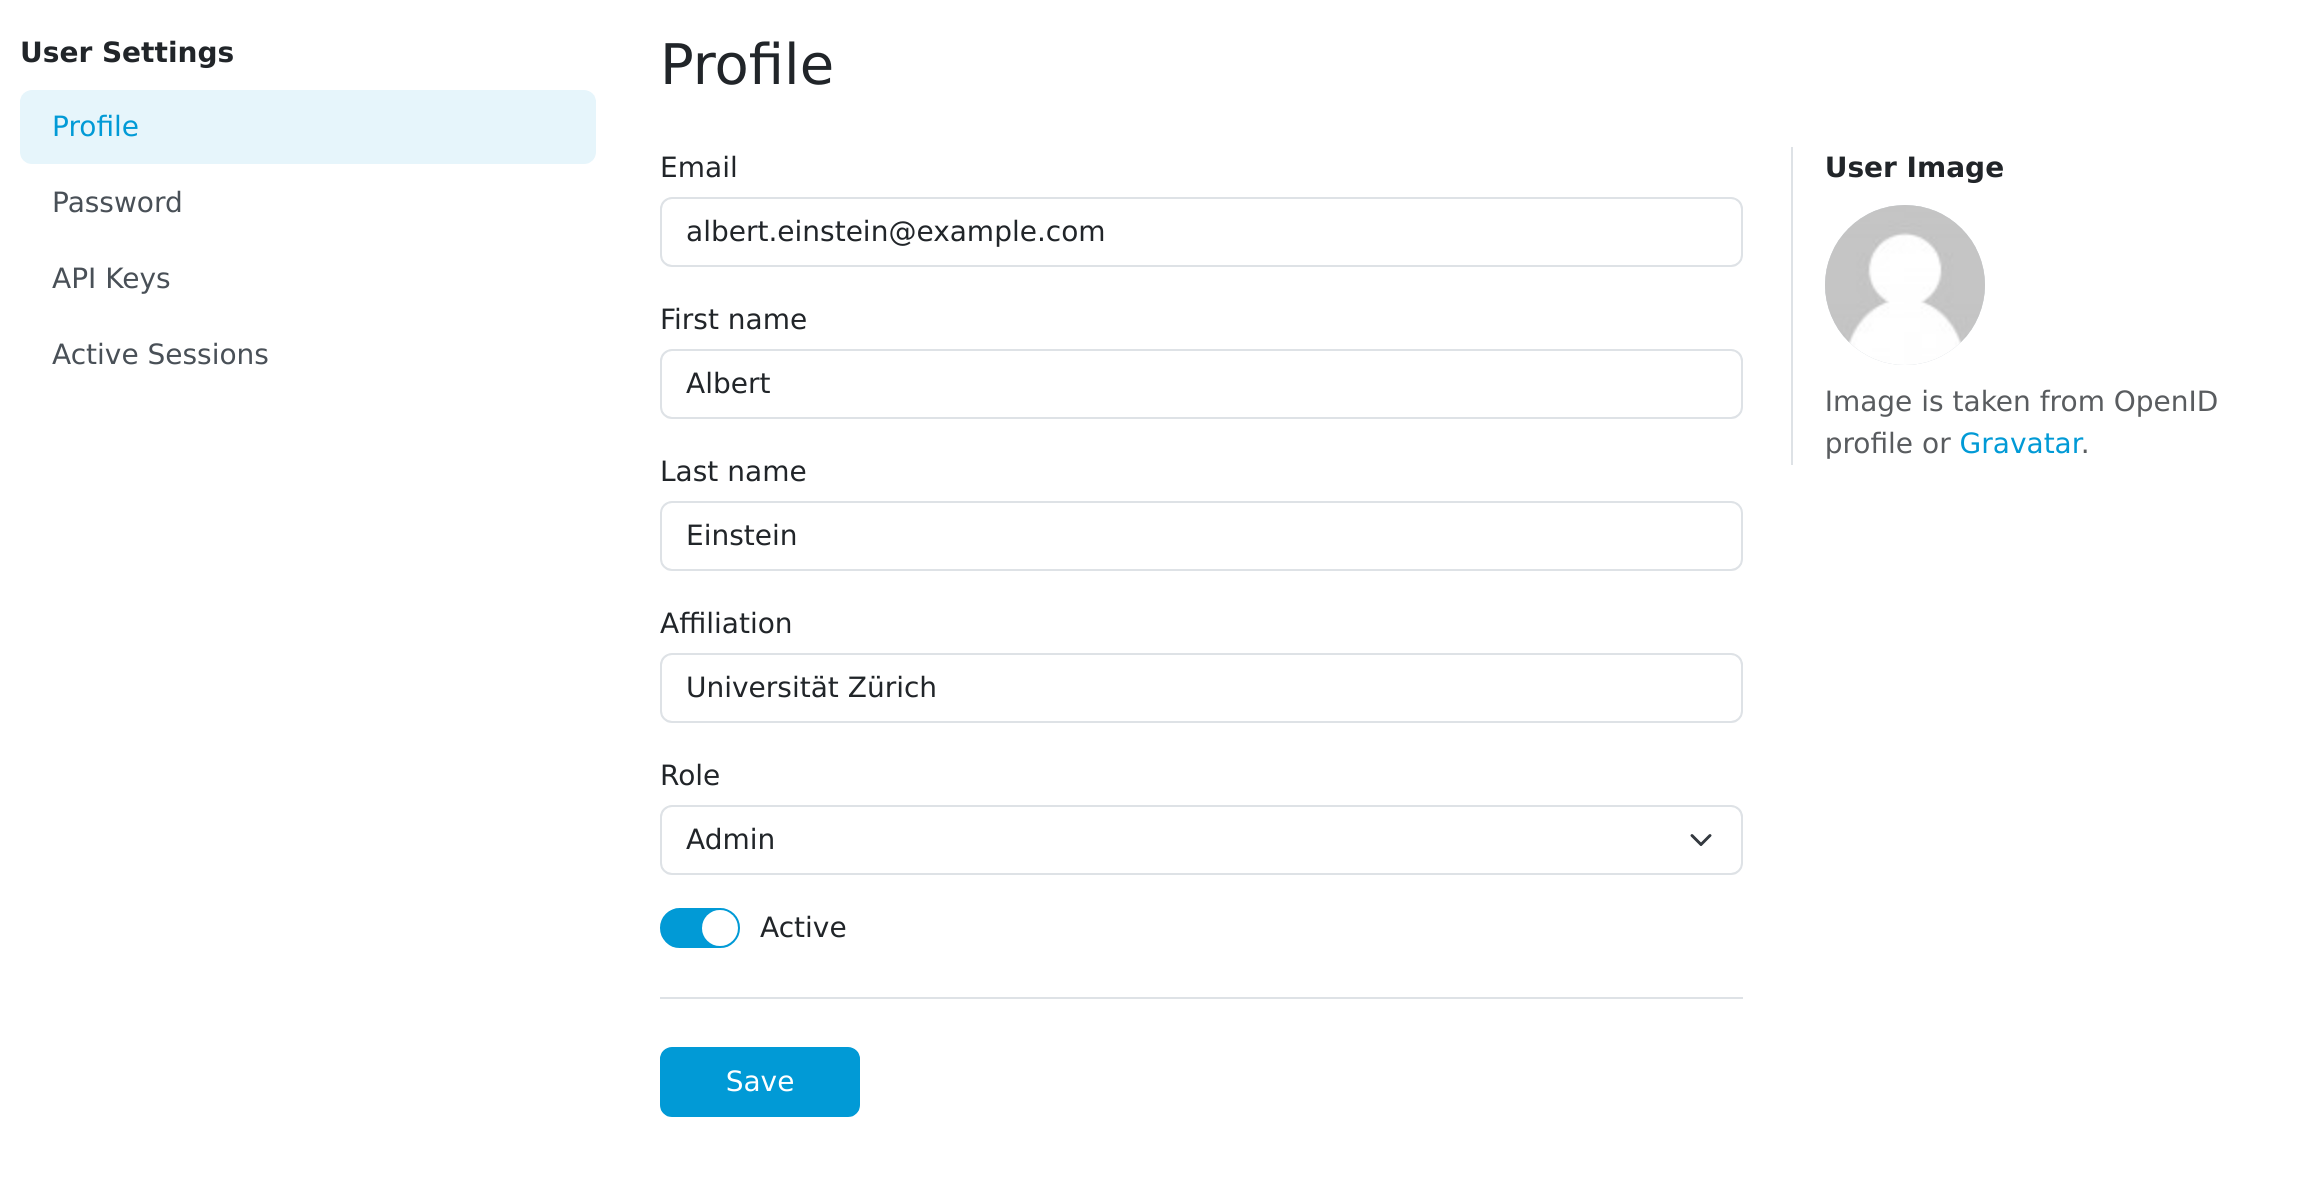 User Settings
Profile
Password
API Keys
Active Sessions
Profile
Email
albert.einstein@example.com
First name
Albert
Last name
Einstein
Affiliation
Universität Zürich
Role
Admin
Active
Save
User Image
Image is taken from OpenID
profile or Gravatar.